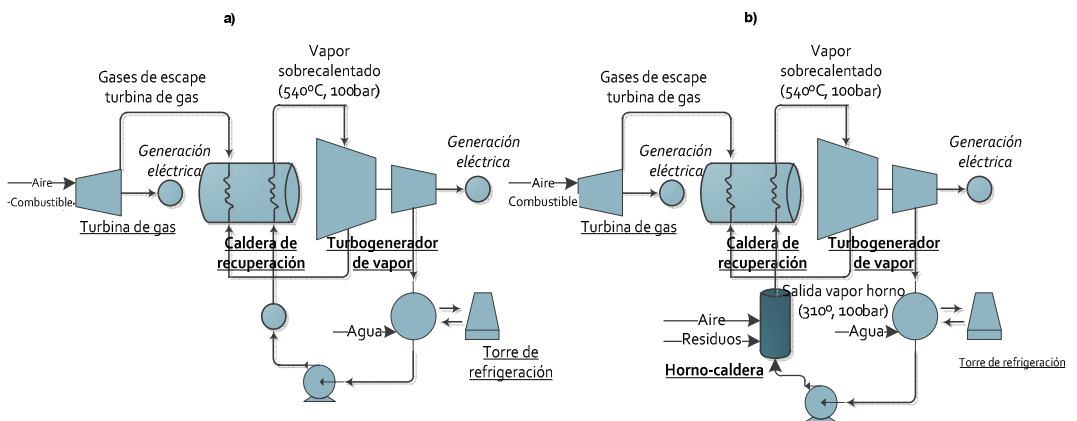 a)
Vapor
sobrecalentado
(540ºC, 100bar)
Gases de escape
turbina de gas
Generación
eléctrica
Generación
eléctrica
Aire
-Combustible
Turbina de gas
Caldera de
recuperación
Turbogenerador
de vapor
Agua
Torre de
refrigeración
b)
Vapor
sobrecalentado
(540ºC, 100bar)
Gases de escape
turbina de gas
Generación
eléctrica
Generación
eléctrica
Aire
Combustible
Turbina de gas
Caldera de
recuperación
Turbogenerador
de vapor
Salida vapor horno
(310º, 100bar)
Aire
Residuos
Agua
Horno-caldera
Torre de refrigeración